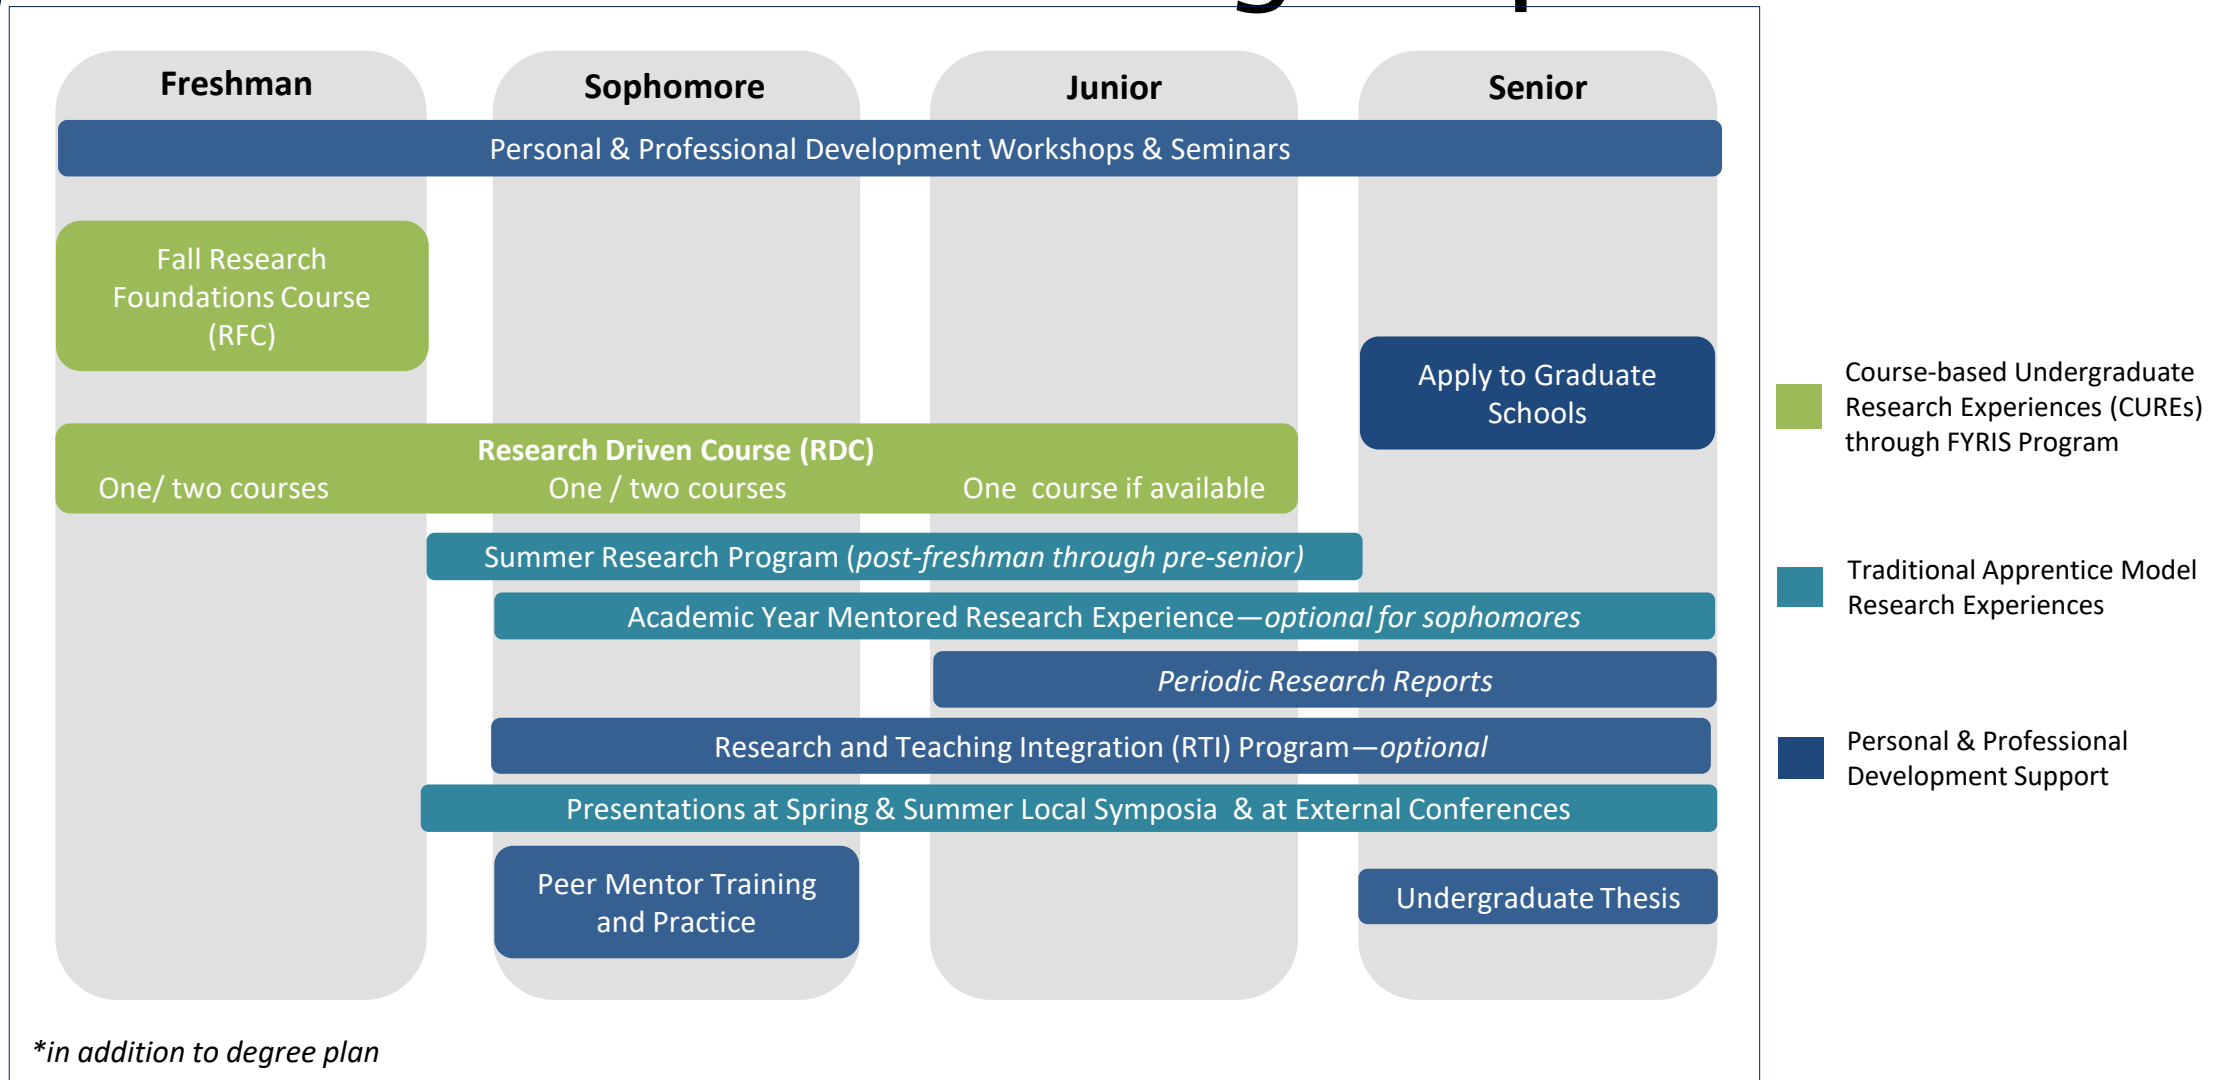 Freshman
Sophomore
Junior
Senior
Personal & Professional Development Workshops & Seminars
Fall Research
Foundations Course
(RFC)
Apply to Graduate
Schools
Research Driven Course (RDC)
One/ two courses
One / two courses
One course if available
Summer Research Program (post-freshman through pre-senior)
Academic Year Mentored Research Experience—optional for sophomores
Periodic Research Reports
Research and Teaching Integration (RTI) Program—optional
Presentations at Spring & Summer Local Symposia & at External Conferences
Peer Mentor Training
and Practice
Undergraduate Thesis
*in addition to degree plan
Course-based Undergraduate
Research Experiences (CUREs)
through FYRIS Program
Traditional Apprentice Model
Research Experiences
Personal & Professional
Development Support